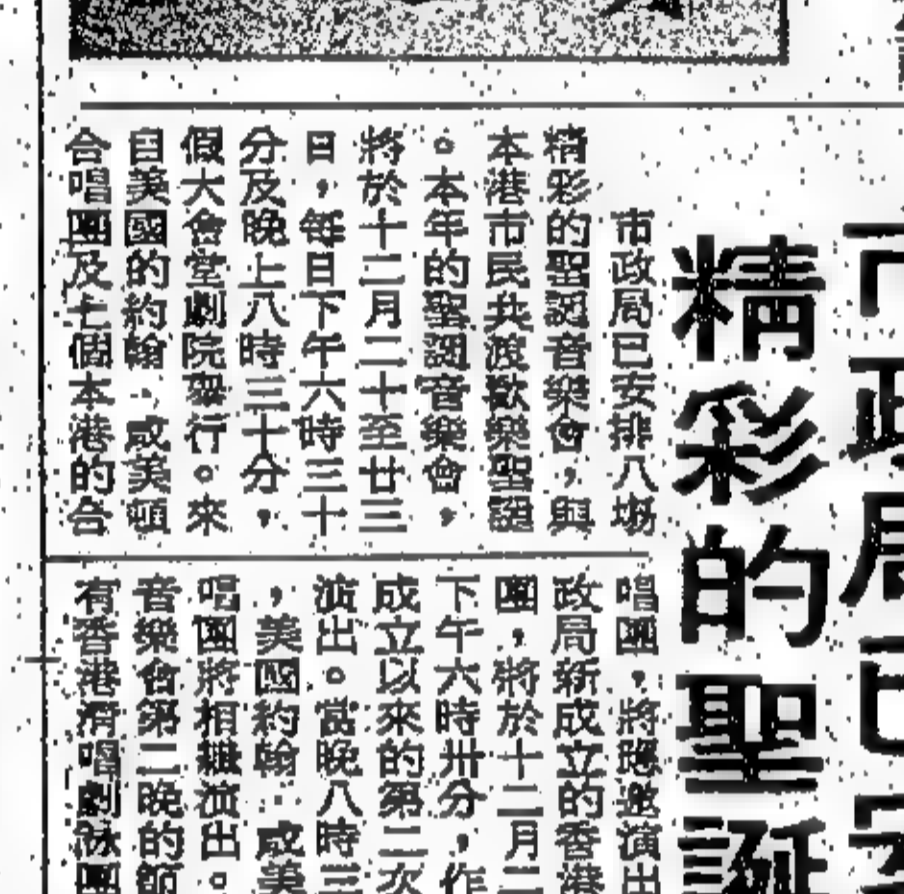 市政局已
精彩的聖誕
市政局已安排八場
精彩的聖誕音樂會，與
本港市民共渡歡樂聖誕
。本年的聖誕音樂會，
將於十二月二十至廿三
日，每日下午六時三十
分及晚上八時三十分，
假大會堂劇院舉行。來
自美國的約翰．威美頓
合唱團及七個本港的合
唱團，將應邀演出
政局新成立的香港
團，將於十二月二
下午六時卅分，作
成立以來的第二次
演出。當晚八時三
，美國約翰．威美
唱團將相繼演出。
音樂會第二晚的節
有香港清唱劇詠團